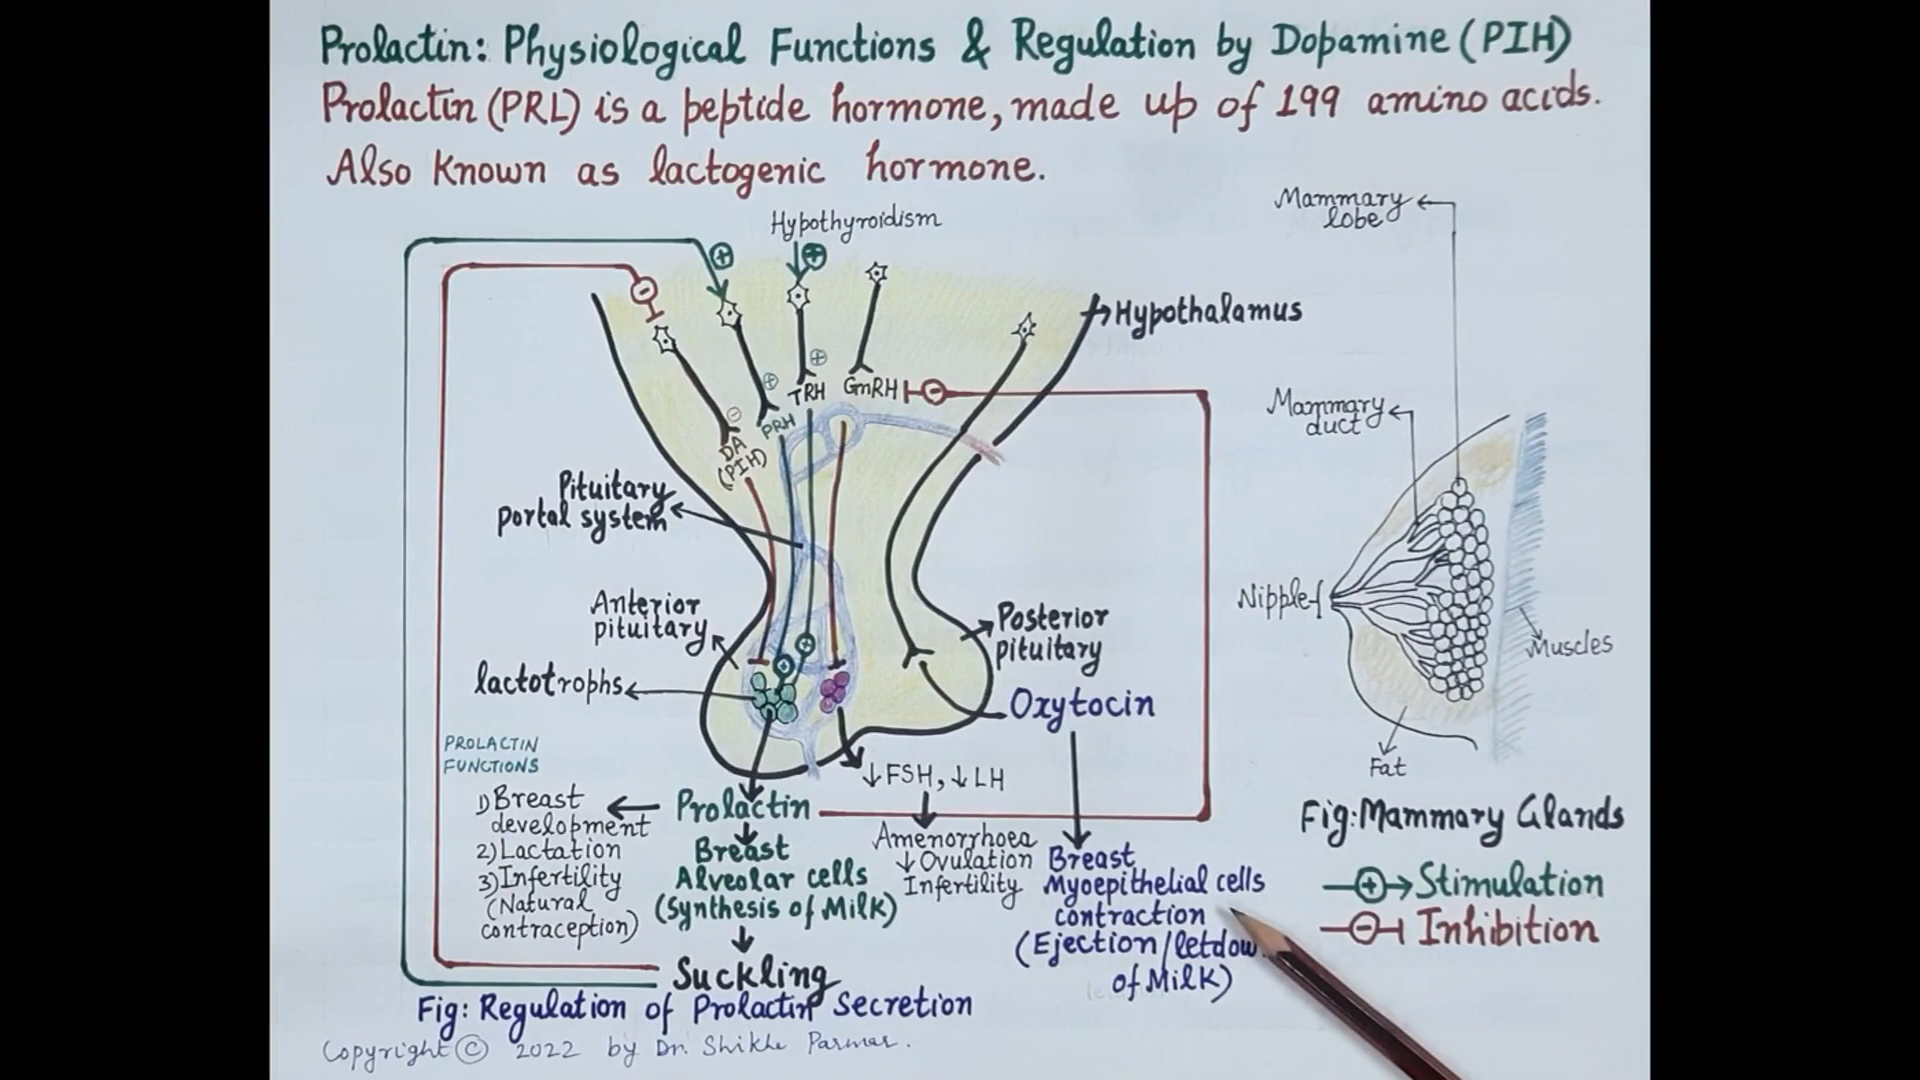 Prolactin: Physiological Functions & Regulation by Dopamine (PIH)
Prolactin (PRL) is a peptide hormone, made up of 199 amino acids.
Also Known as lactogenic hormone.
Hypothyroidism
Mammary
lobe
Hypothalamus
TRH
GnRH
PRH
DA
(PIH)
Mammary
duct
Pituitary
portal system
Anterior
pituitary
lactotrophs
Posterior
pituitary
Oxytocin
Nipple
Muscles
Fat
PROLACTIN
FUNCTIONS
1) Breast
development
2) Lactation
3) Infertility
(Natural
contraception)
Prolactin
Breast
Alveolar cells
(Synthesis of Milk)
Suckling
↓FSH, ↓LH
Amenorrhoea
↓Ovulation
Infertility
Breast
Myoepithelial cells
contraction
(Ejection/letdow
of Milk)
Fig: Mammary Glands
+ Stimulation
- Inhibition
Fig: Regulation of Prolactin Secretion
Copyright © 2022 by Dr. Shikha Parmar.